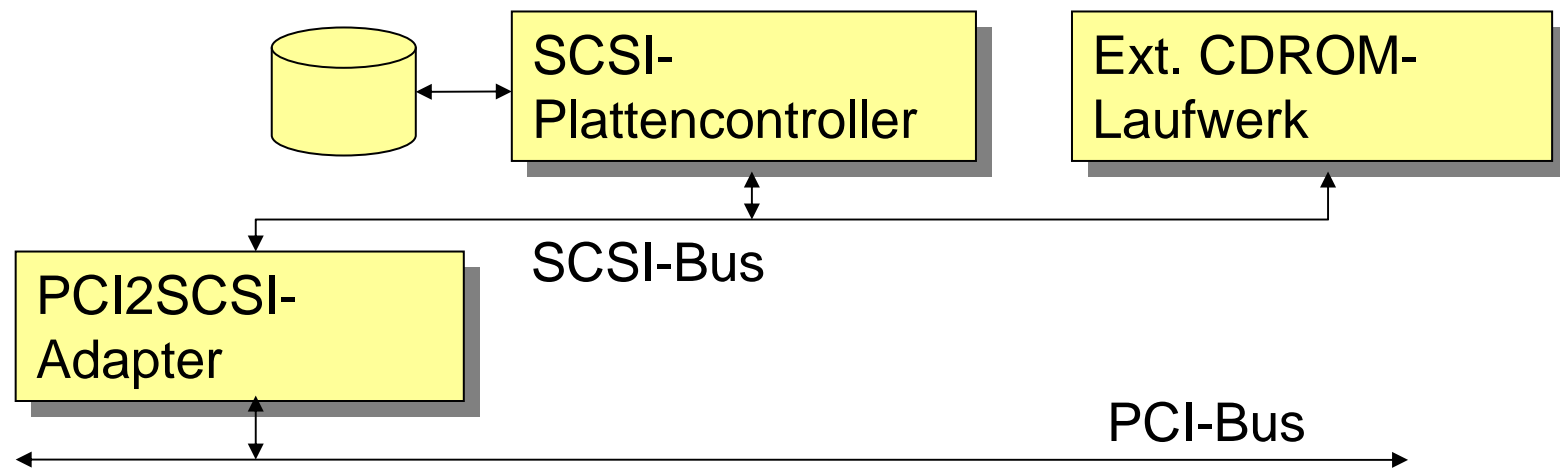 SCSI-
Plattencontroller
Ext. CDROM-
Laufwerk
SCSI-Bus
PCI2SCSI-
Adapter
PCI-Bus